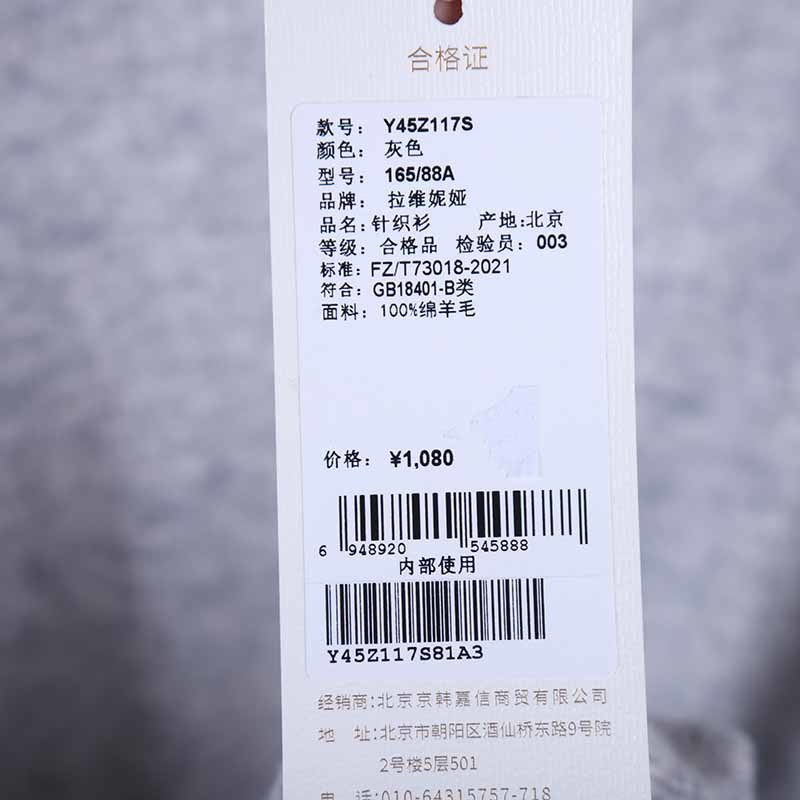 合格证
款号： Y45Z117S
颜色： 灰色
型号： 165/88A
品牌： 拉维妮娅
品名：针织衫 产地:北京
等级： 合格品 检验员： 003
标准：FZ/T73018-2021
符合：GB18401-B类
面料： 100%绵羊毛
价格： ¥1,080
6 948920 545888
内部使用
Y45Z117S81A3
经销商:北京京韩嘉信商贸有限公司
地 址:北京市朝阳区酒仙桥东路9号院
2号楼5层501
电 话:010-64315757-718